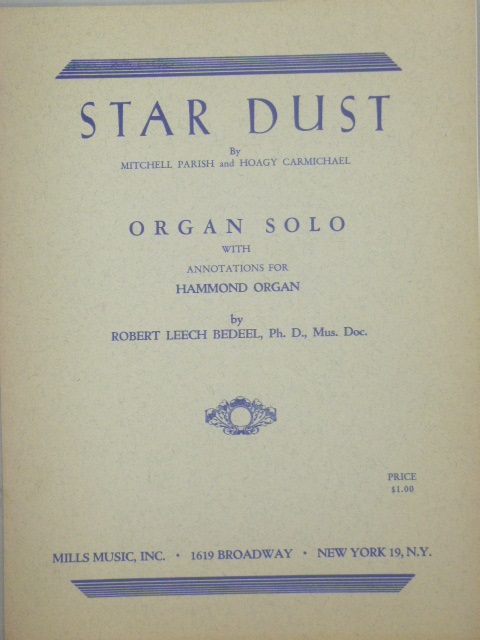 STAR DUST
By
MITCHELL PARISH and HOAGY CARMICHAEL
ORGAN SOLO
WITH
ANNOTATIONS FOR
HAMMOND ORGAN
by
ROBERT LEECH BEDEEL, Ph. D., Mus. Doc.
PRICE
$1.00
MILLS MUSIC, INC. • 1619 BROADWAY • NEW YORK 19, N.Y.